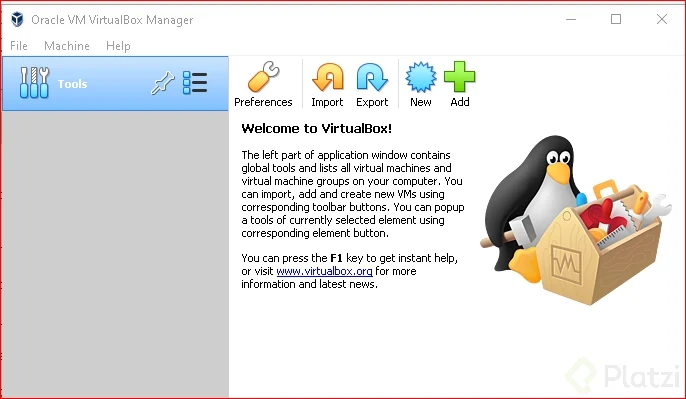 Oracle VM VirtualBox Manager
File Machine Help
Tools
Preferences Import Export New Add
Welcome to VirtualBox!
The left part of application window contains
global tools and lists all virtual machines and
virtual machine groups on your computer. You
can import, add and create new VMs using
corresponding toolbar buttons. You can popup
a tools of currently selected element using
corresponding element button.
You can press the F1 key to get instant help,
or visit www.virtualbox.org for more
information and latest news.
Platzi